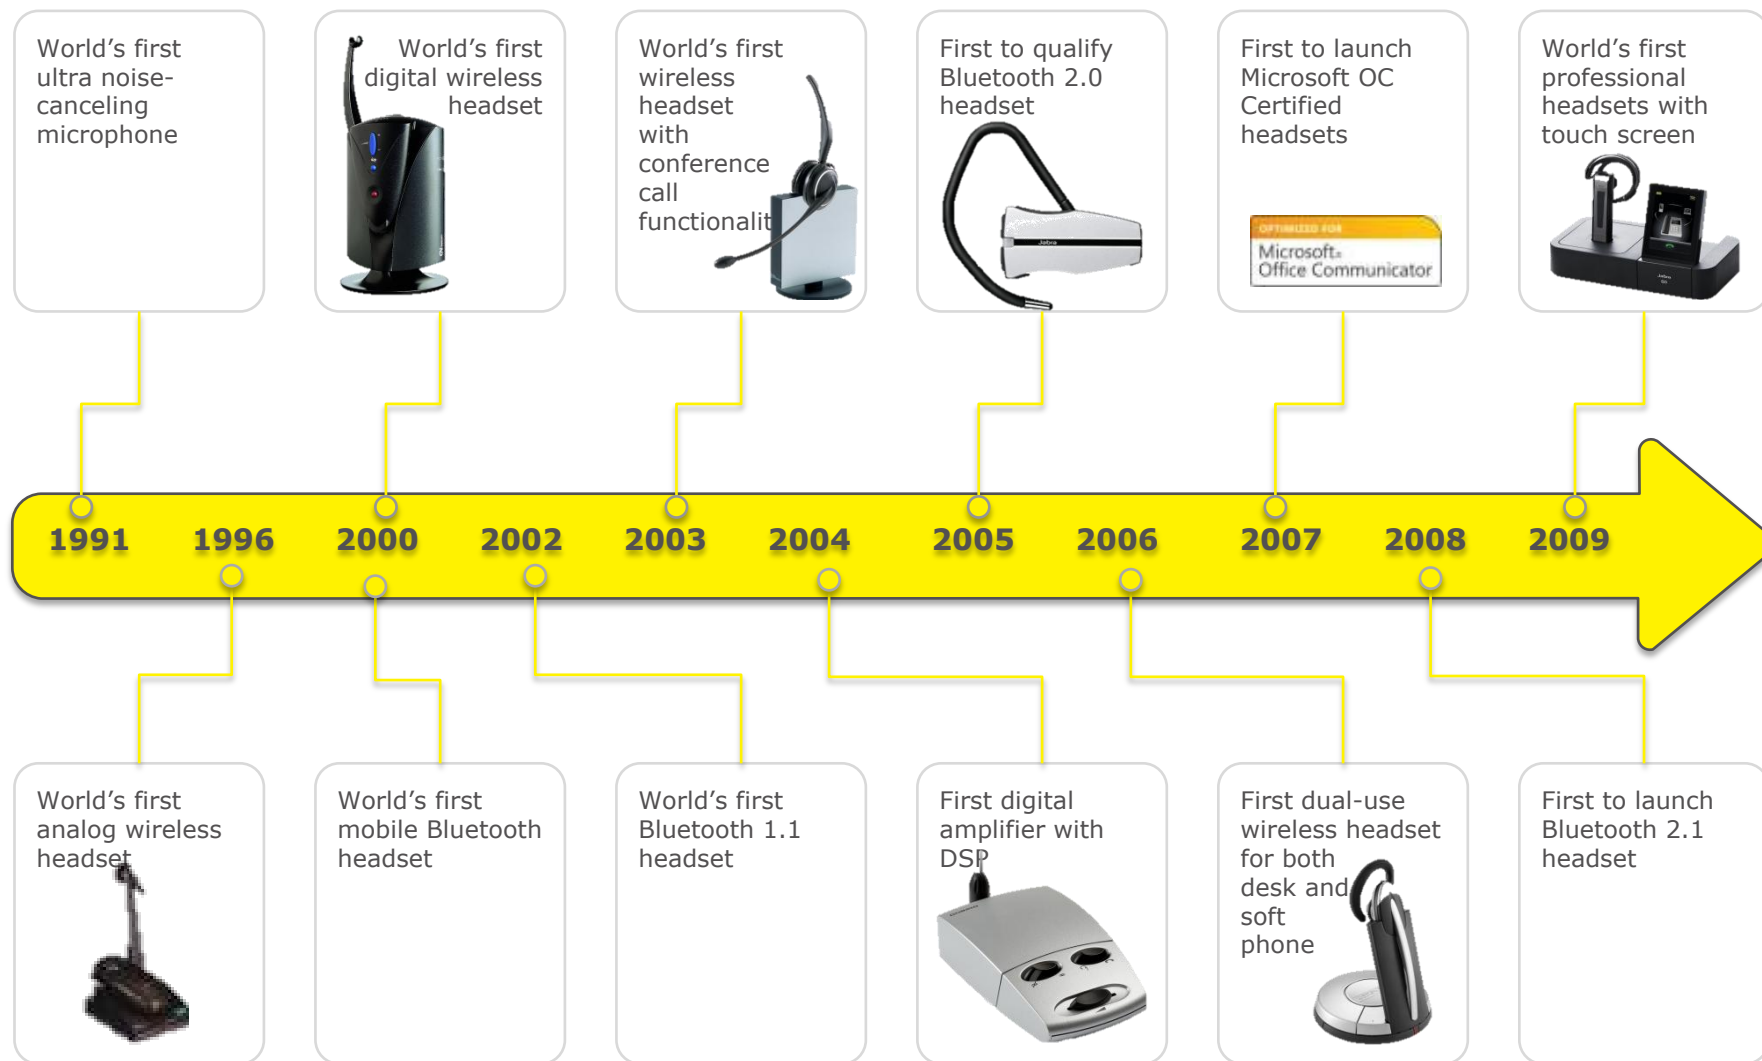 World's first
ultra noise-
canceling
microphone
World's first
digital wireless
headset
World's first
wireless
headset
with
conference
call
functionalit
First to qualify
Bluetooth 2.0
headset
Jabra
First to launch
Microsoft OC
Certified
headsets
OPTIMIZED FOR
Microsoft®
Office Communicator
World's first
professional
headsets with
touch screen
Jabra
1991 1996 2000 2002 2003 2004 2005 2006 2007 2008 2009
World's first
analog wireless
headset
World's first
mobile Bluetooth
headset
World's first
Bluetooth 1.1
headset
First digital
amplifier with
DSP
First dual-use
wireless headset
for both
desk and
soft
phone
First to launch
Bluetooth 2.1
headset